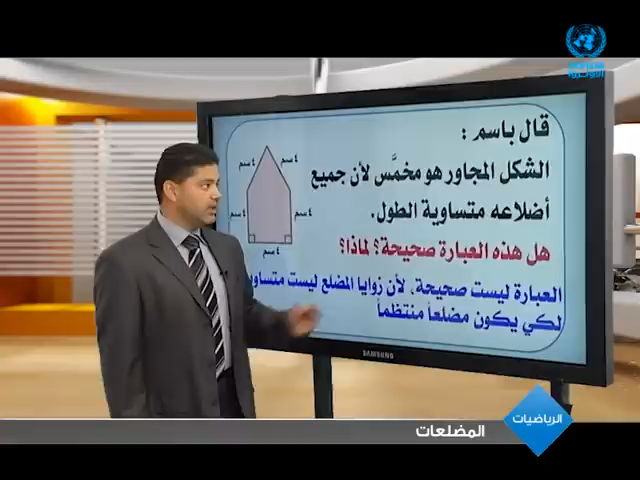 قال باسم :
الشكل المجاور هو مخمَّس لأن جميع
أضلاعه متساوية الطول.
هل هذه العبارة صحيحة؟ لماذا؟
العبارة ليست صحيحة. لأن زوايا المضلع ليست
لكي يكون مضلعاً منتظماً
٤ سم ٤ سم
٤ سم ٤ سم
٤ سم
SAMSUNG
الرياضيات
المضلعات
الأونروا